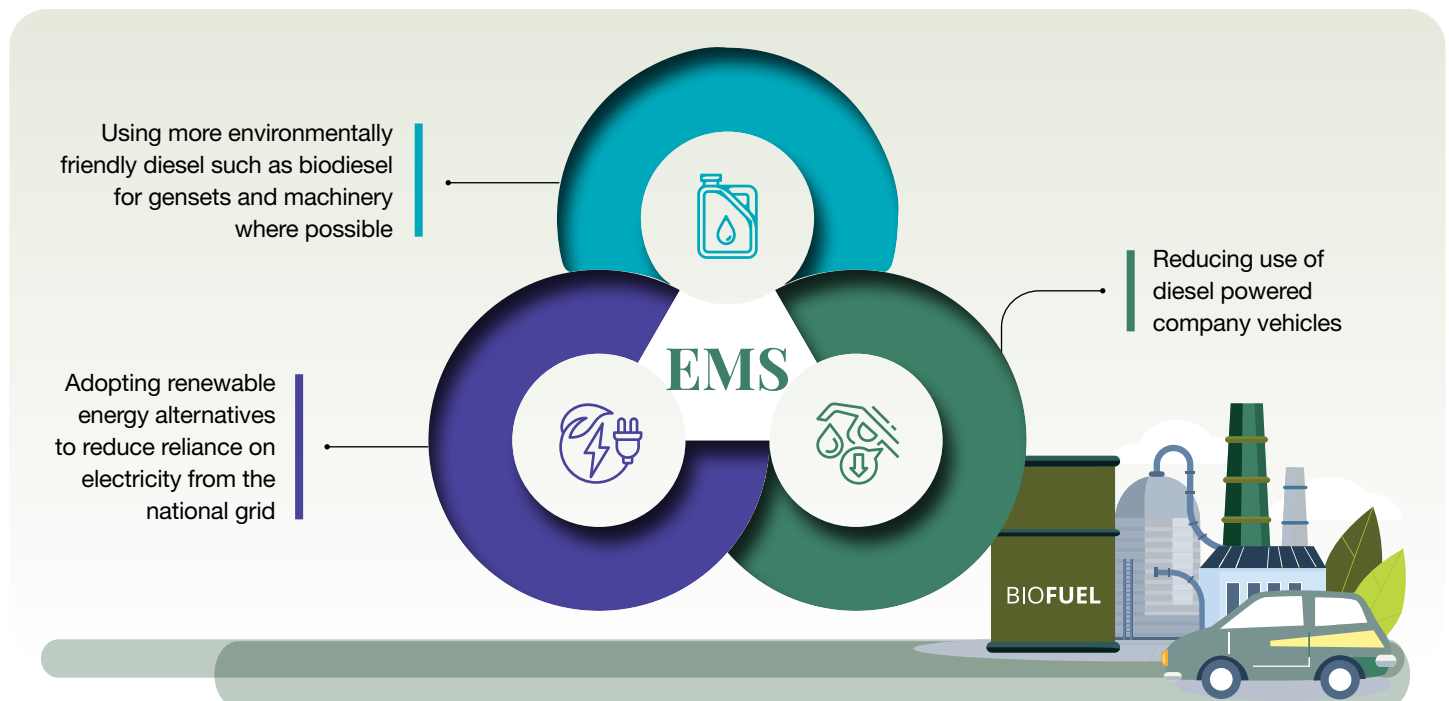 Using more environmentally
friendly diesel such as biodiesel
for gensets and machinery
where possible
Reducing use of
diesel powered
company vehicles
EMS
Adopting renewable
energy alternatives
to reduce reliance on
electricity from the
national grid
BIOFUEL